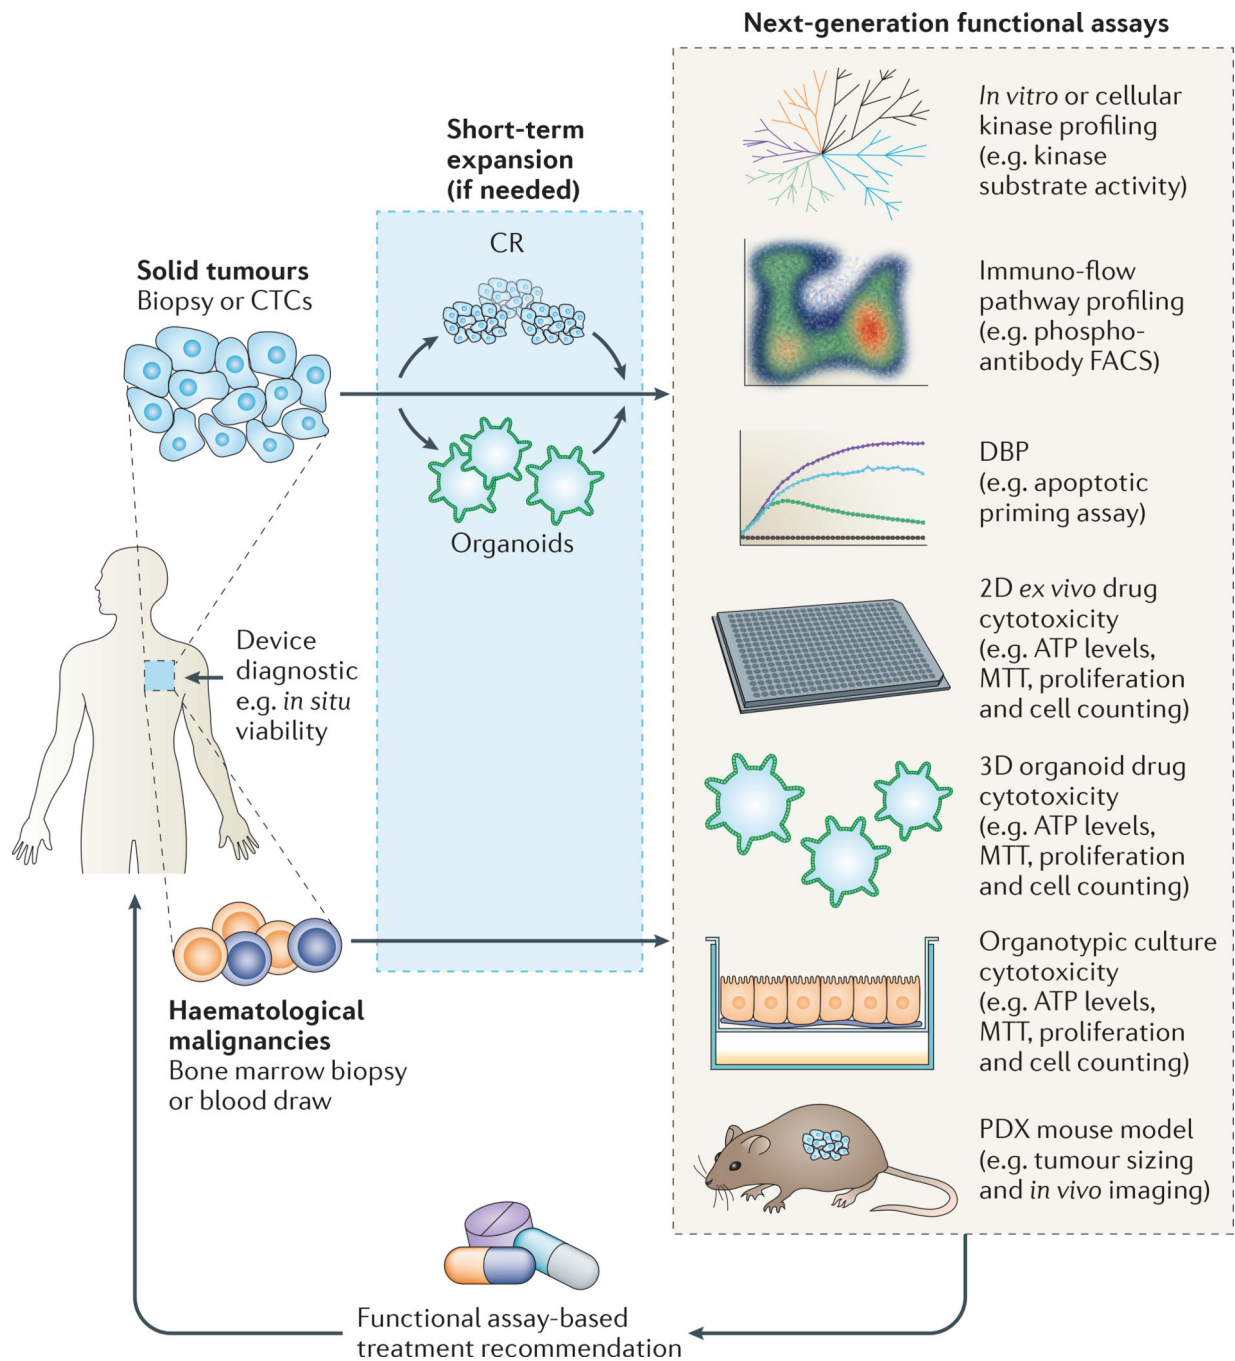 Next-generation functional assays
Short-term
expansion
(if needed)
CR
Organoids
Solid tumours
Biopsy or CTCs
Device
diagnostic
e.g. in situ
viability
Haematological
malignancies
Bone marrow biopsy
or blood draw
In vitro or cellular
kinase profiling
(e.g. kinase
substrate activity)
Immuno-flow
pathway profiling
(e.g. phospho-
antibody FACS)
DBP
(e.g. apoptotic
priming assay)
2D ex vivo drug
cytotoxicity
(e.g. ATP levels,
MTT, proliferation
and cell counting)
3D organoid drug
cytotoxicity
(e.g. ATP levels,
MTT, proliferation
and cell counting)
Organotypic culture
cytotoxicity
(e.g. ATP levels,
MTT, proliferation
and cell counting)
PDX mouse model
(e.g. tumour sizing
and in vivo imaging)
Functional assay-based
treatment recommendation